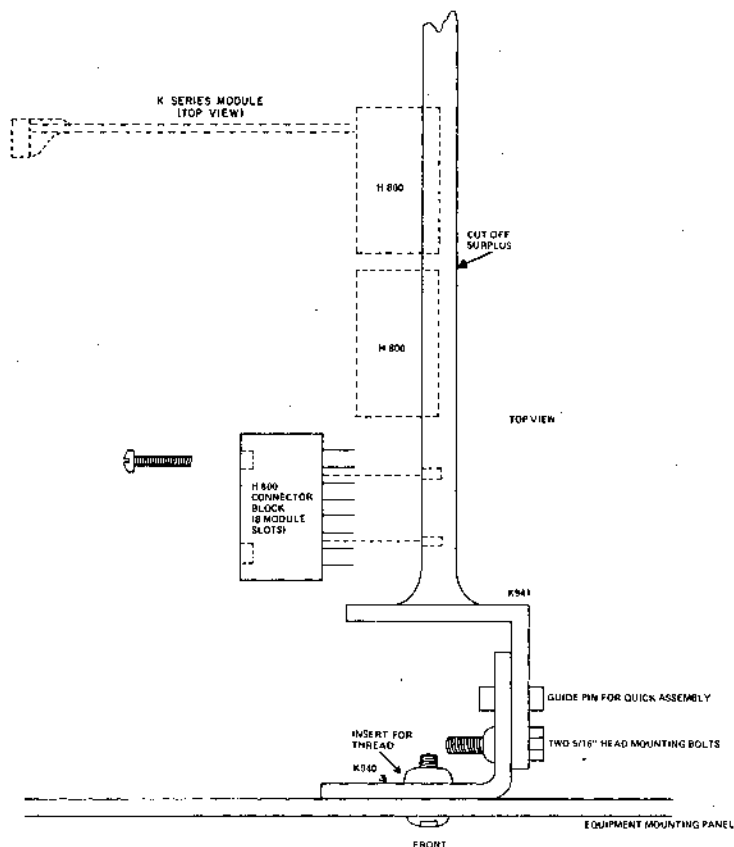 K SERIES MODULE
(TOP VIEW)
H 800
CUT OFF
SURPLUS
H 800
TOP VIEW
H 800
CONNECTOR
BLOCK
(8 MODULE
SLOTS)
K941
GUIDE PIN FOR QUICK ASSEMBLY
INSERT FOR
THREAD
TWO 5/16" HEAD MOUNTING BOLTS
K940
EQUIPMENT MOUNTING PANEL
FRONT